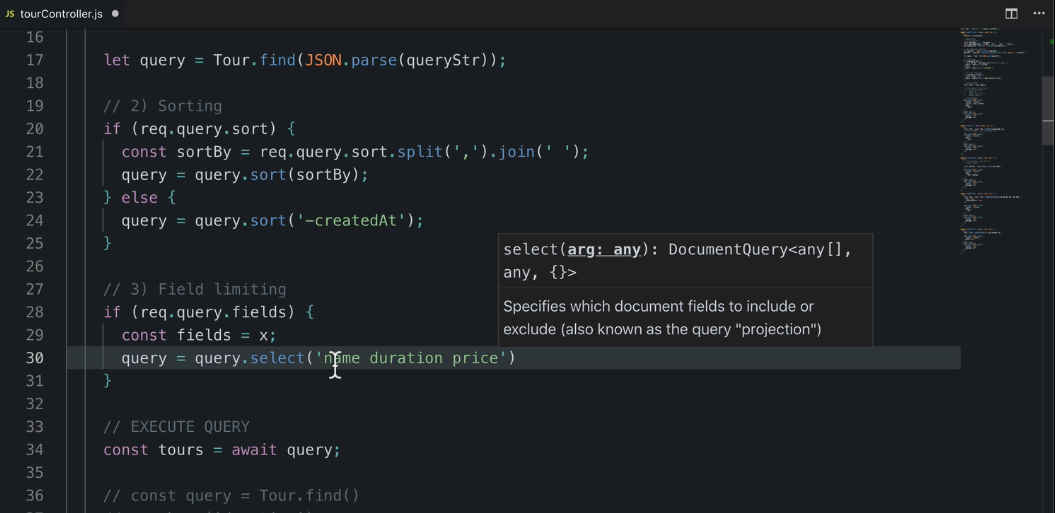 JS tourController.js
16
17 let query = Tour.find(JSON.parse(queryStr));
18
19 // 2) Sorting
20 if (req.query.sort) {
21 const sortBy = req.query.sort.split(',').join(' ');
22 query = query.sort(sortBy);
23 } else {
24 query = query.sort('-createdAt');
25 }
26
select(arg: any): DocumentQuery<any[],
any, {}>
Specifies which document fields to include or
exclude (also known as the query "projection")
27 // 3) Field limiting
28 if (req.query.fields) {
29 const fields = x;
30 query = query.select('name duration price')
31 }
32
33 // EXECUTE QUERY
34 const tours = await query;
35
36 // const query = Tour.find()